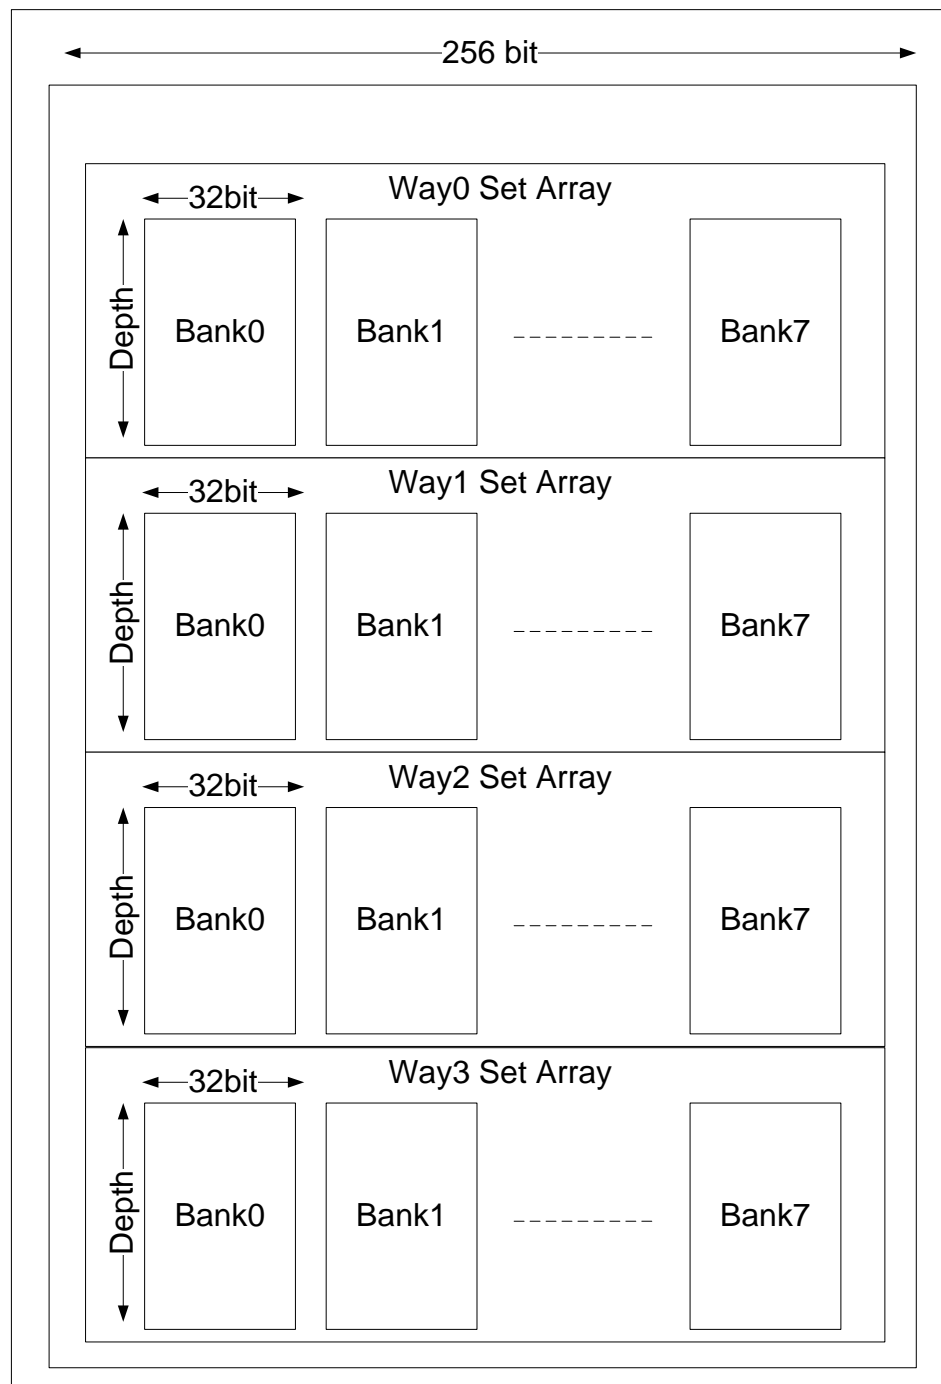 256 bit
Way0 Set Array
32bit
Depth
Bank0 Bank1 Bank7
Way1 Set Array
32bit
Depth
Bank0 Bank1 Bank7
Way2 Set Array
32bit
Depth
Bank0 Bank1 Bank7
Way3 Set Array
32bit
Depth
Bank0 Bank1 Bank7